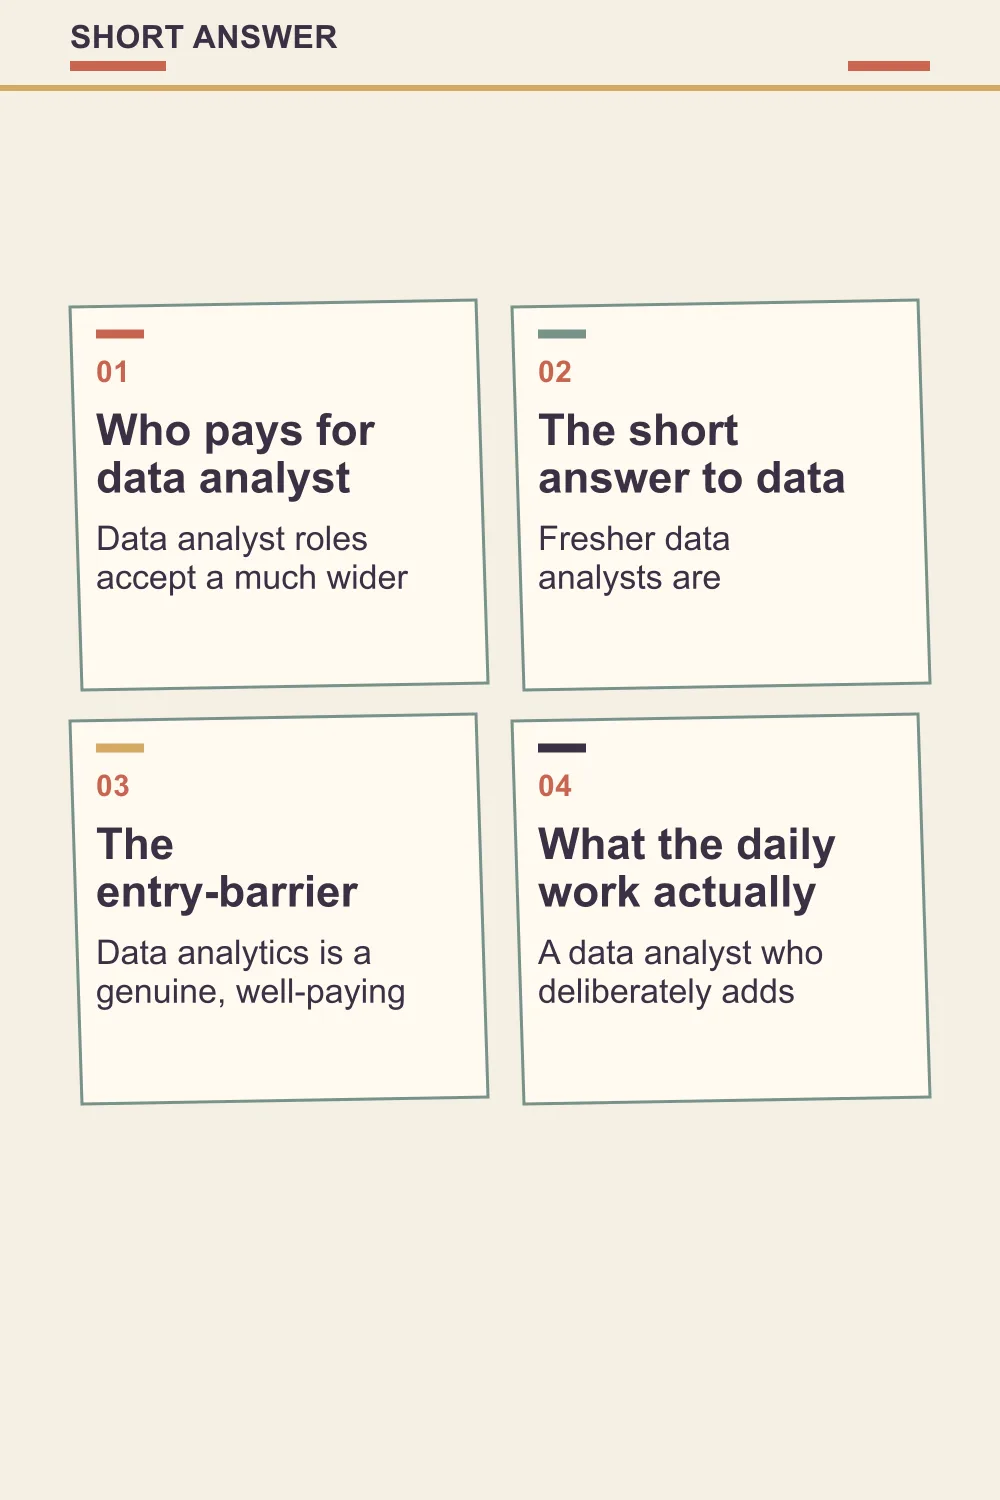 SHORT ANSWER
01
Who pays for
data analyst
Data analyst roles
accept a much wider
02
The short
answer to data
Fresher data
analysts are
03
The
entry-barrier
Data analytics is a
genuine, well-paying
04
What the daily
work actually
A data analyst who
deliberately adds